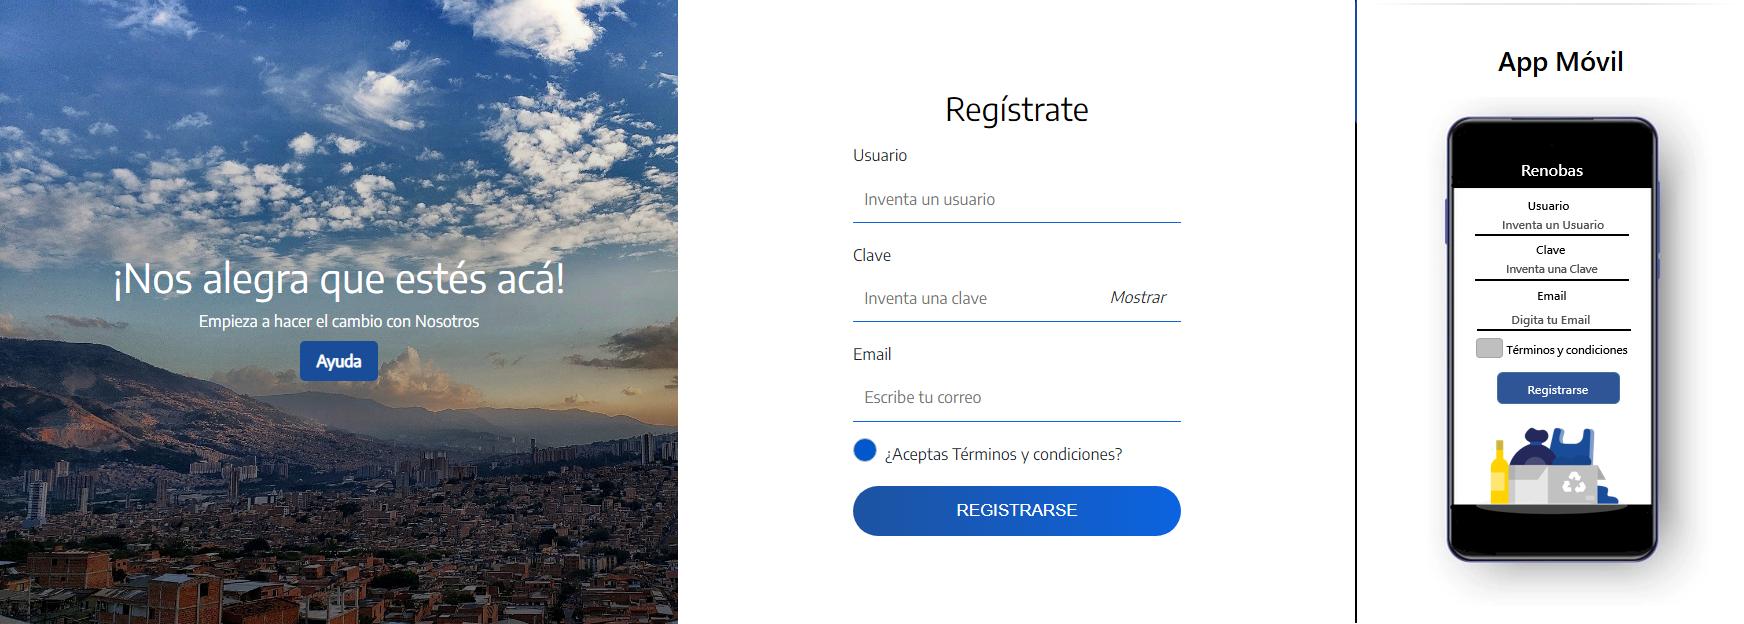 ¡Nos alegra que estés acá!
Empieza a hacer el cambio con Nosotros
Ayuda
Regístrate
Usuario
Inventa un usuario
Clave
Inventa una clave Mostrar
Email
Escribe tu correo
¿Aceptas Términos y condiciones?
REGISTRARSE
App Móvil
Renobas
Usuario
Inventa un Usuario
Clave
Inventa una Clave
Email
Digita tu Email
Términos y condiciones
Registrarse